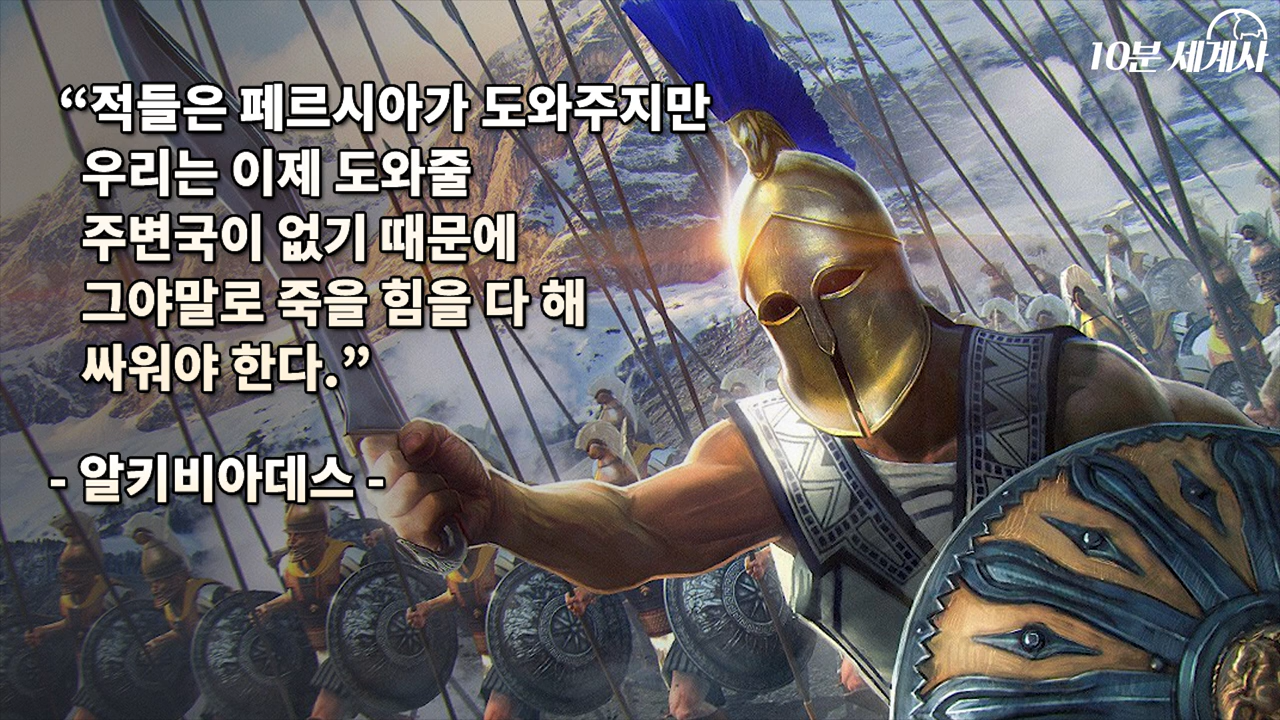 10분 세계사
“적들은 페르시아가 도와주지만
우리는 이제 도와줄
주변국이 없기 때문에
그야말로 죽을 힘을 다 해
싸워야 한다.”
- 알키비아데스 -